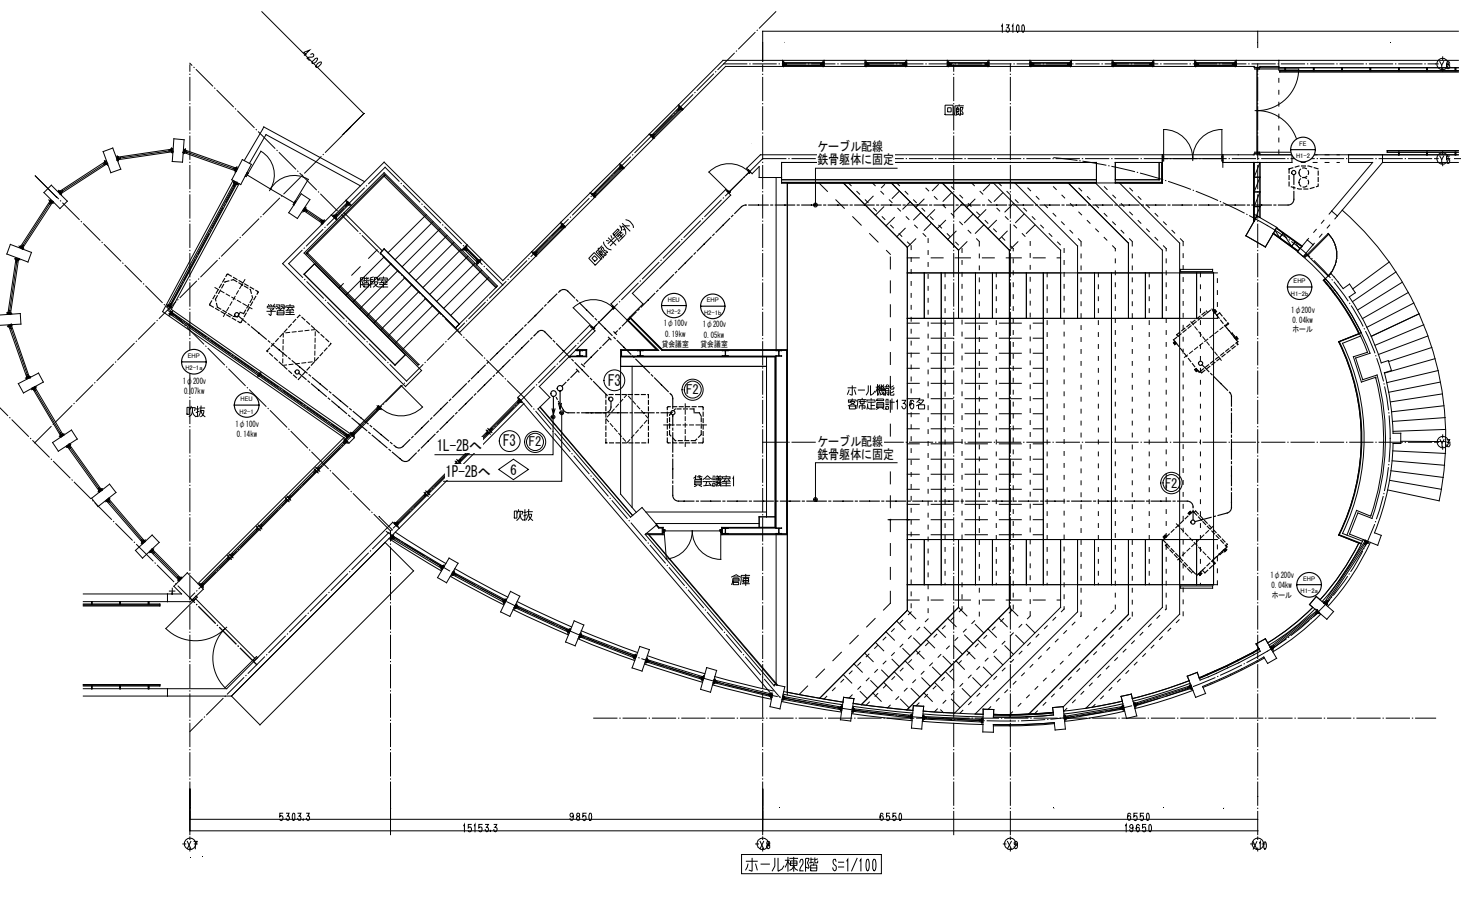 13100
4200
回廊
ケーブル配線
鉄骨躯体に固定
FE
H1-2
回廊(半屋外)
階段室
学習室
HEU
H2-2
1φ100v
0.19kw
貸会議室
EHP
H2-1b
1φ200v
0.05kw
貸会議室
EHP
H1-2b
1φ200v
0.04kw
ホール
EHP
H2-1a
1φ200v
0.07kw
吹抜
HEU
H2-1
1φ100v
0.14kw
F3
F2
ホール機能
客席定員計136名
1L-2Bへ
F3
F2
1P-2Bへ
6
ケーブル配線
鉄骨躯体に固定
貸会議室1
F2
吹抜
倉庫
1φ200v
0.04kw
ホール
EHP
H1-2a
5303.3
9850
6550
6550
15153.3
19650
X7
X8
X9
X10
ホール棟2階 S=1/100